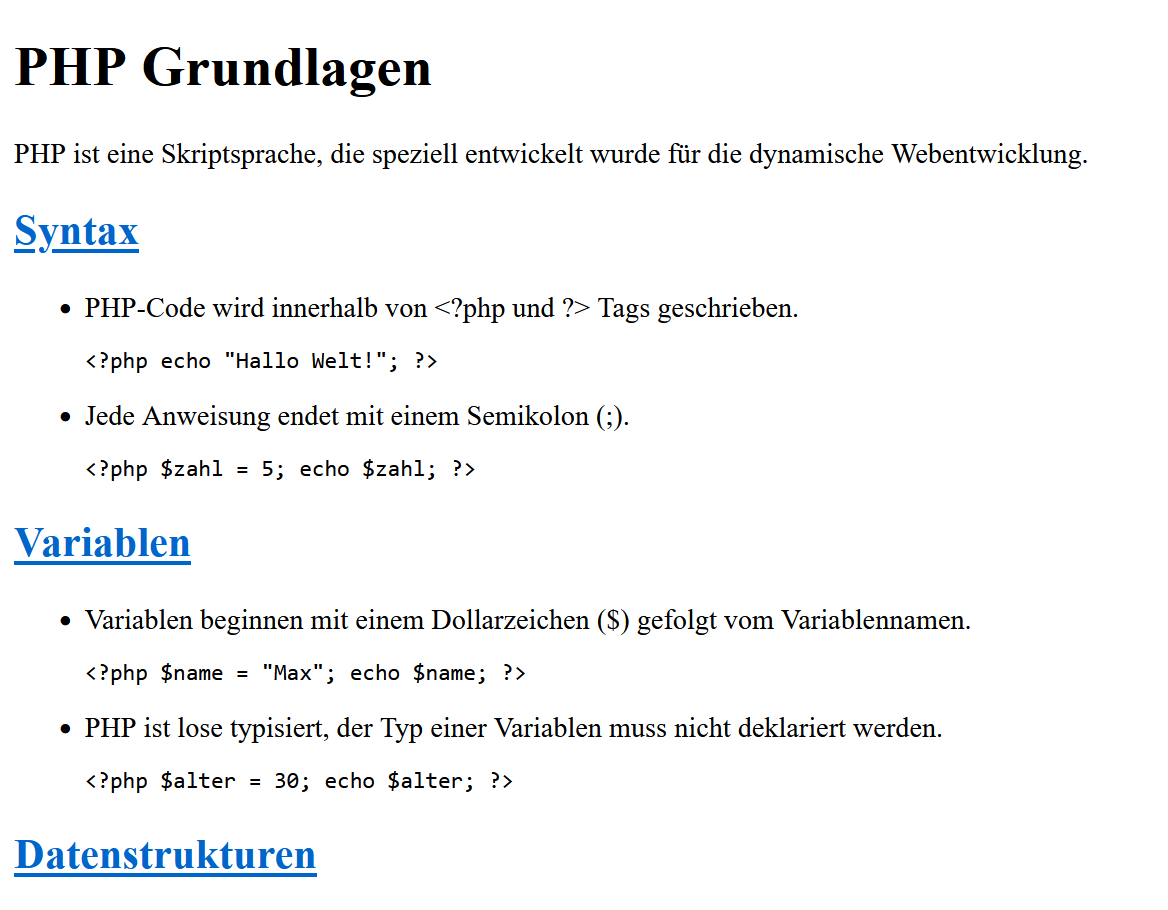 PHP Grundlagen
PHP ist eine Skriptsprache, die speziell entwickelt wurde für die dynamische Webentwicklung.
Syntax
• PHP-Code wird innerhalb von <?php und ?> Tags geschrieben.
<?php echo "Hallo Welt!"; ?>
• Jede Anweisung endet mit einem Semikolon (;).
<?php $zahl = 5; echo $zahl; ?>
Variablen
• Variablen beginnen mit einem Dollarzeichen ($) gefolgt vom Variablennamen.
<?php $name = "Max"; echo $name; ?>
• PHP ist lose typisiert, der Typ einer Variablen muss nicht deklariert werden.
<?php $alter = 30; echo $alter; ?>
Datenstrukturen